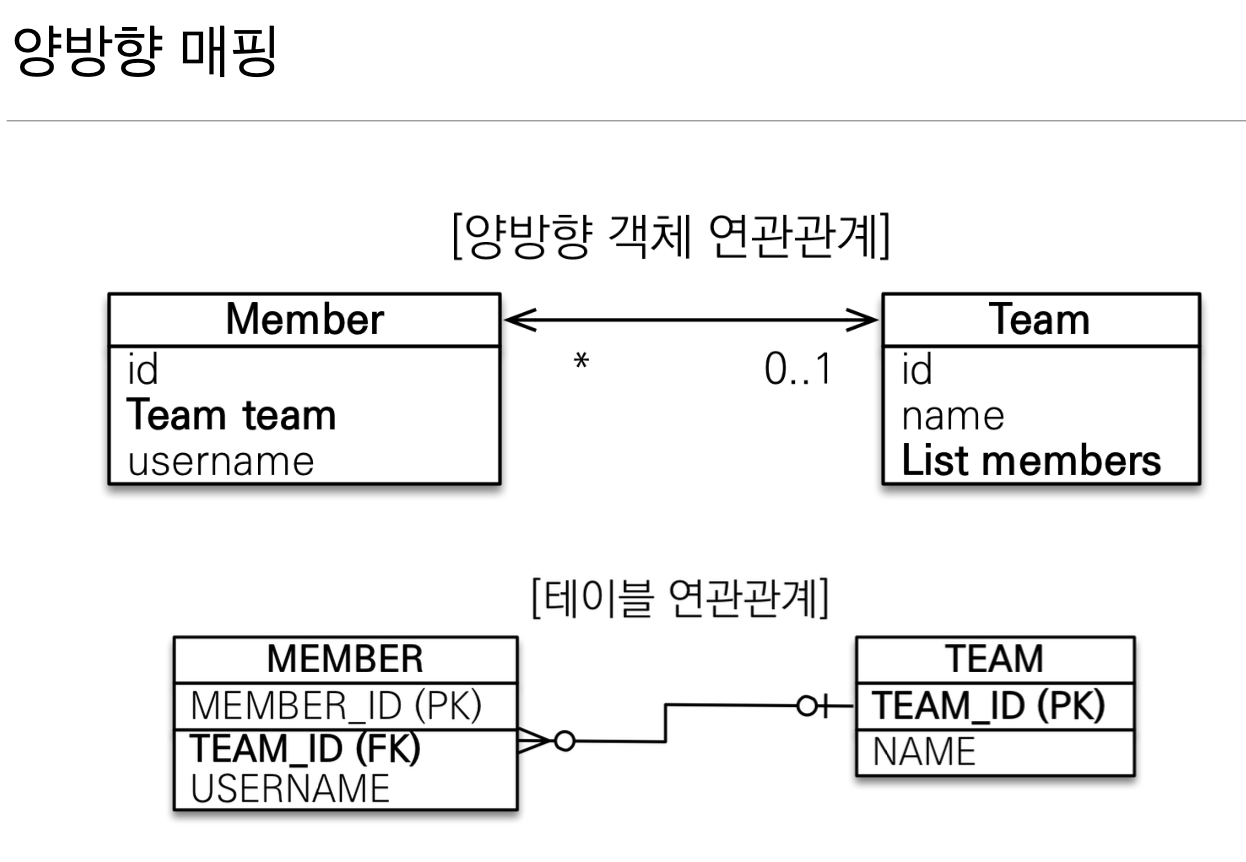 양방향 매핑
[양방향 객체 연관관계]
Member
id
Team team
username
*
0..1
Team
id
name
List members
[테이블 연관관계]
MEMBER
MEMBER_ID (PK)
TEAM_ID (FK)
USERNAME
TEAM
TEAM_ID (PK)
NAME